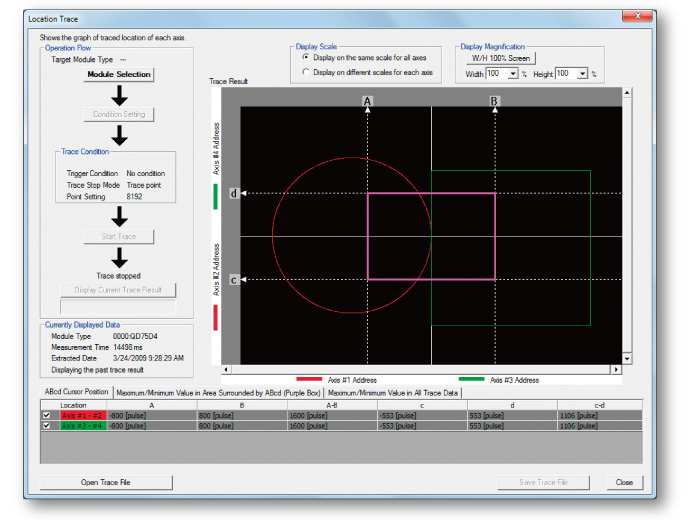 Location Trace
Shows the graph of traced location of each axis.
Operation Flow
Target Module Type --
Module Selection
Condition Setting
Trace Condition
Trigger Condition No condition
Trace Stop Mode Trace point
Point Setting 8192
Start Trace
Trace stopped
Display Current Trace Result
Currently Displayed Data
Module Type 0000:QD75D4
Measurement Time 14498 ms
Extracted Date 3/24/2009 9:28:29 AM
Displaying the past trace result
Display Scale
Display on the same scale for all axes
Display on different scales for each axis
Display Magnification
W/H 100% Screen
Width 100 % Height 100 %
Trace Result
A B
d
c
Axis #4 Address
Axis #2 Address
Axis #1 Address Axis #3 Address
ABcd Cursor Position Maximum/Minimum Value in Area Surrounded by ABcd (Purple Box) Maximum/Minimum Value in All Trace Data
Location A B A-B c d c-d
Axis #1 - #2 -800 [pulse] 800 [pulse] 1600 [pulse] -553 [pulse] 553 [pulse] 1106 [pulse]
Axis #3 - #4 -800 [pulse] 800 [pulse] 1600 [pulse] -553 [pulse] 553 [pulse] 1106 [pulse]
Open Trace File Save Trace File Close